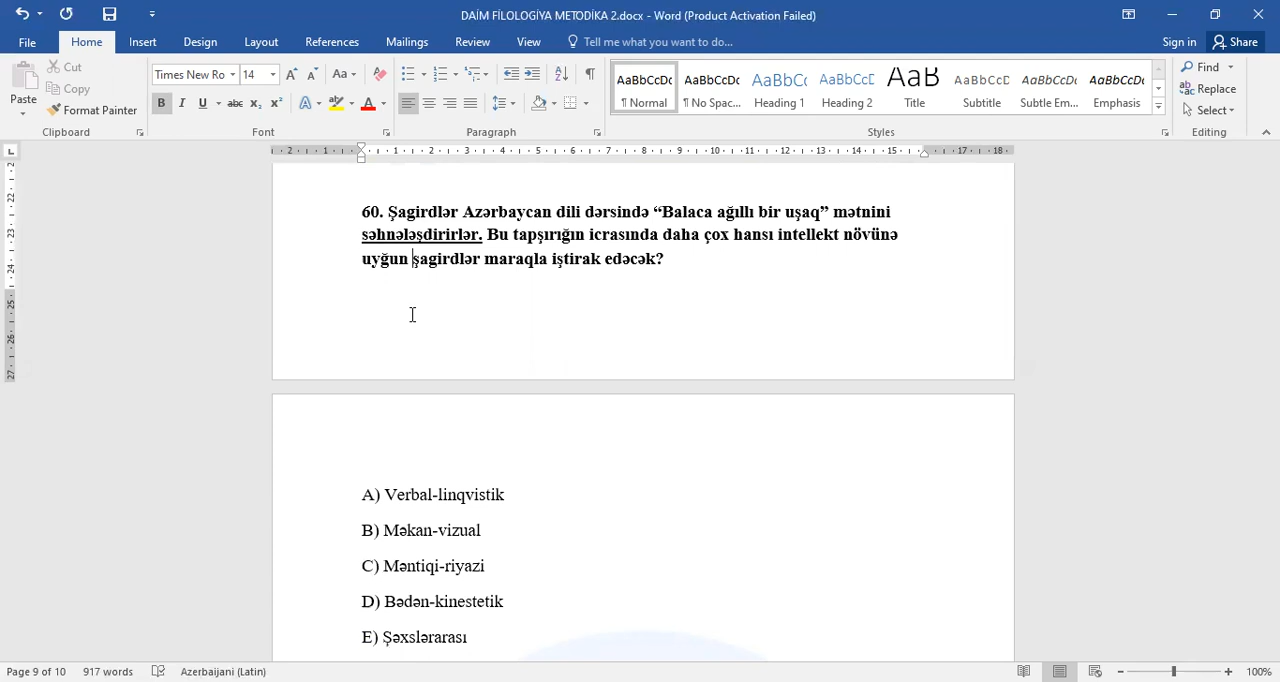 DAİM FİLOLOGİYA METODİKA 2.docx - Word (Product Activation Failed)
File Home Insert Design Layout References Mailings Review View Tell me what you want to do... Sign in Share
Paste Cut Copy Format Painter
Times New Ro 14
AaBbCcDc AaBbCcDc AaBbCc AaBbCcE AaB AaBbCcD AaBbCcDc AaBbCcDc
¶ Normal ¶ No Spac... Heading 1 Heading 2 Title Subtitle Subtle Em... Emphasis
Find Replace Select
Clipboard Font Paragraph Styles Editing
60. Şagirdlər Azərbaycan dili dərsində “Balaca ağıllı bir uşaq” mətnini
səhnələşdirirlər. Bu tapşırığın icrasında daha çox hansı intellekt növünə
uyğun şagirdlər maraqla iştirak edəcək?
A) Verbal-linqvistik
B) Məkan-vizual
C) Məntiqi-riyazi
D) Bədən-kinestetik
E) Şəxslərarası
Page 9 of 10 917 words Azerbaijani (Latin) 100%